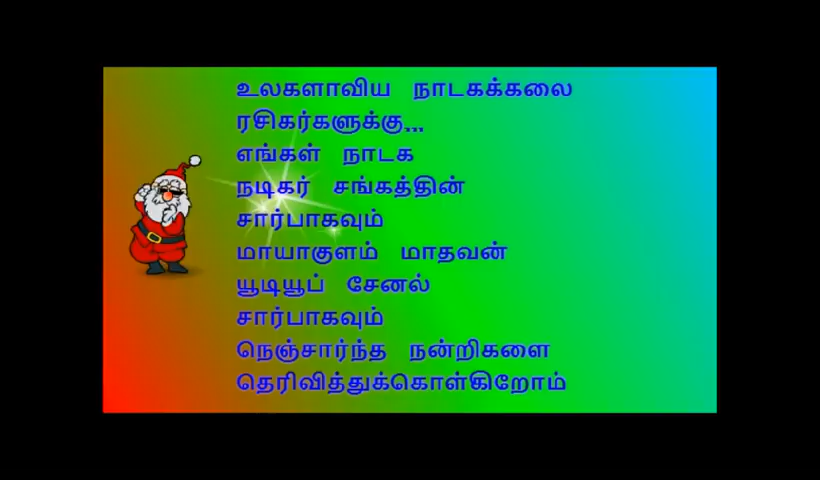 உலகளாவிய நாடகக்கலை
ரசிகர்களுக்கு...
எங்கள் நாடக
நடிகர் சங்கத்தின்
சார்பாகவும்
மாயாகுளம் மாதவன்
யூடியூப் சேனல்
சார்பாகவும்
நெஞ்சார்ந்த நன்றிகளை
தெரிவித்துக்கொள்கிறோம்